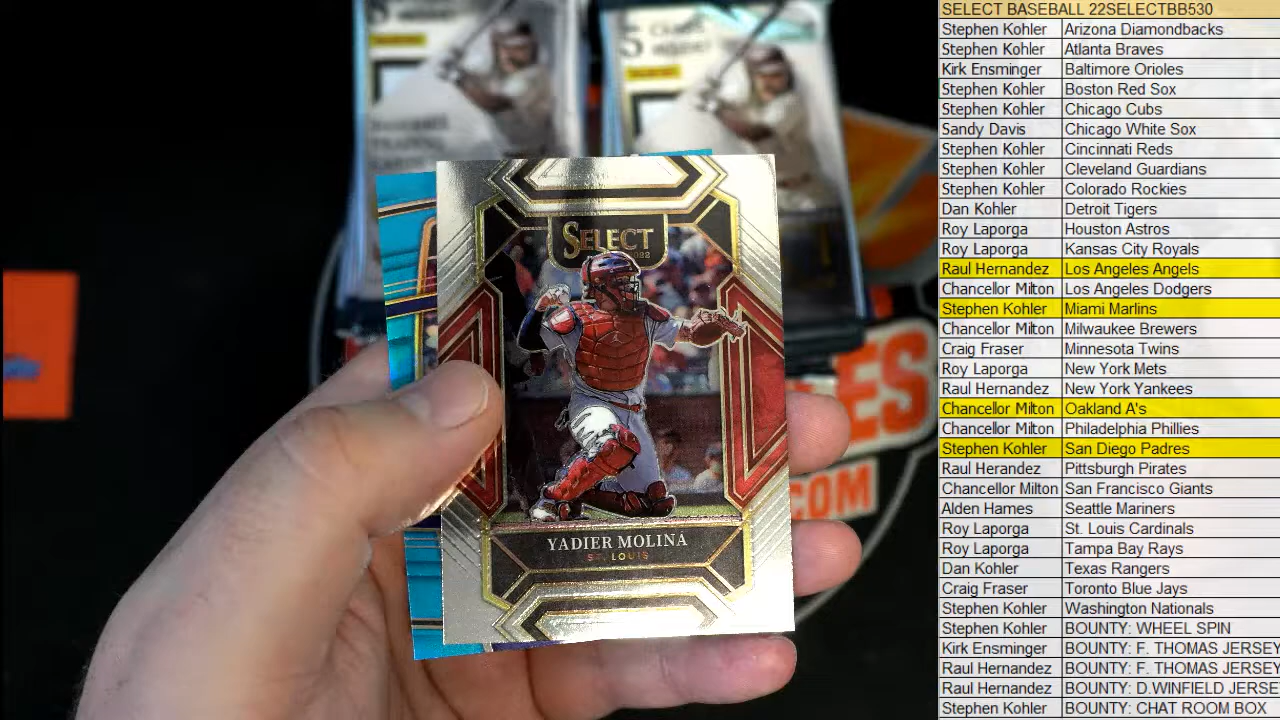 SELECT
2022
YADIER MOLINA
ST. LOUIS
.COM
SELECT BASEBALL 22SELECTBB530
Stephen Kohler Arizona Diamondbacks
Stephen Kohler Atlanta Braves
Kirk Ensminger Baltimore Orioles
Stephen Kohler Boston Red Sox
Stephen Kohler Chicago Cubs
Sandy Davis Chicago White Sox
Stephen Kohler Cincinnati Reds
Stephen Kohler Cleveland Guardians
Stephen Kohler Colorado Rockies
Dan Kohler Detroit Tigers
Roy Laporga Houston Astros
Roy Laporga Kansas City Royals
Raul Hernandez Los Angeles Angels
Chancellor Milton Los Angeles Dodgers
Stephen Kohler Miami Marlins
Chancellor Milton Milwaukee Brewers
Craig Fraser Minnesota Twins
Roy Laporga New York Mets
Raul Hernandez New York Yankees
Chancellor Milton Oakland A's
Chancellor Milton Philadelphia Phillies
Stephen Kohler San Diego Padres
Raul Herandez Pittsburgh Pirates
Chancellor Milton San Francisco Giants
Alden Hames Seattle Mariners
Roy Laporga St. Louis Cardinals
Roy Laporga Tampa Bay Rays
Dan Kohler Texas Rangers
Craig Fraser Toronto Blue Jays
Stephen Kohler Washington Nationals
Stephen Kohler BOUNTY: WHEEL SPIN
Kirk Ensminger BOUNTY: F. THOMAS JERSEY
Raul Hernandez BOUNTY: F. THOMAS JERSEY
Raul Hernandez BOUNTY: D.WINFIELD JERSE
Stephen Kohler BOUNTY: CHAT ROOM BOX